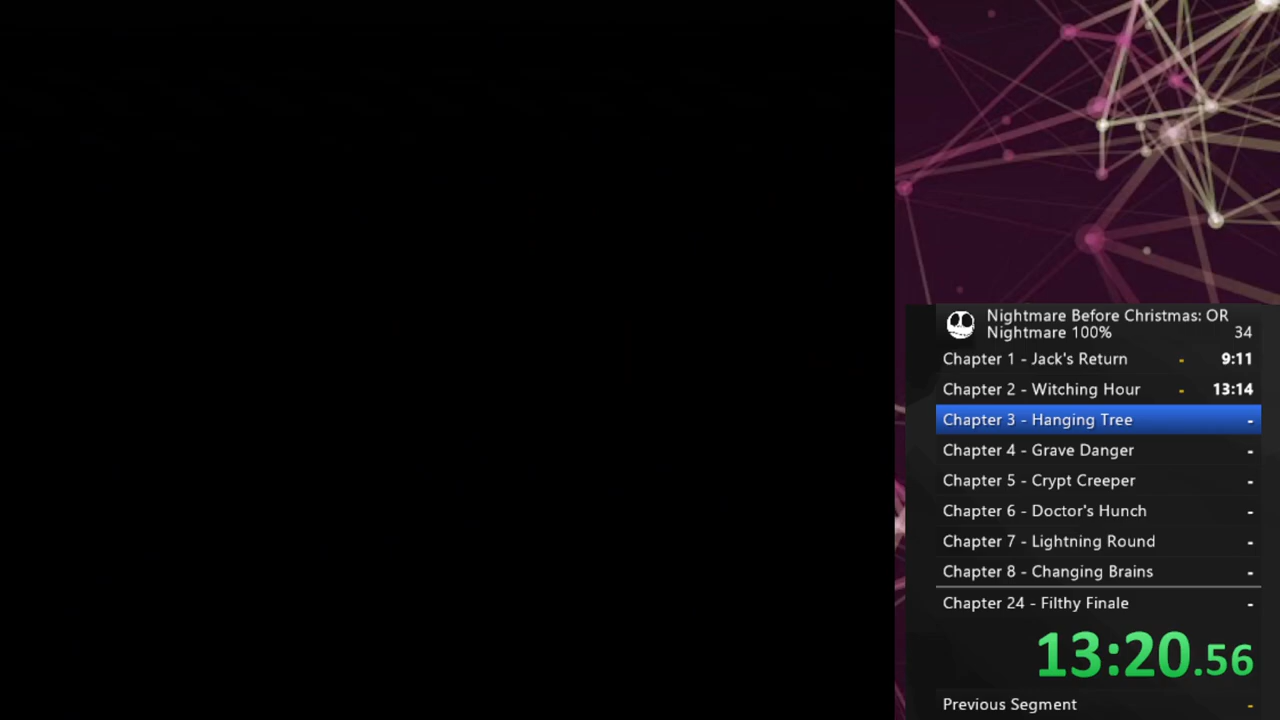 Nightmare Before Christmas: OR
Nightmare 100% 34
Chapter 1 - Jack's Return - 9:11
Chapter 2 - Witching Hour - 13:14
Chapter 3 - Hanging Tree -
Chapter 4 - Grave Danger -
Chapter 5 - Crypt Creeper -
Chapter 6 - Doctor's Hunch -
Chapter 7 - Lightning Round -
Chapter 8 - Changing Brains -
Chapter 24 - Filthy Finale -
13:20.56
Previous Segment -